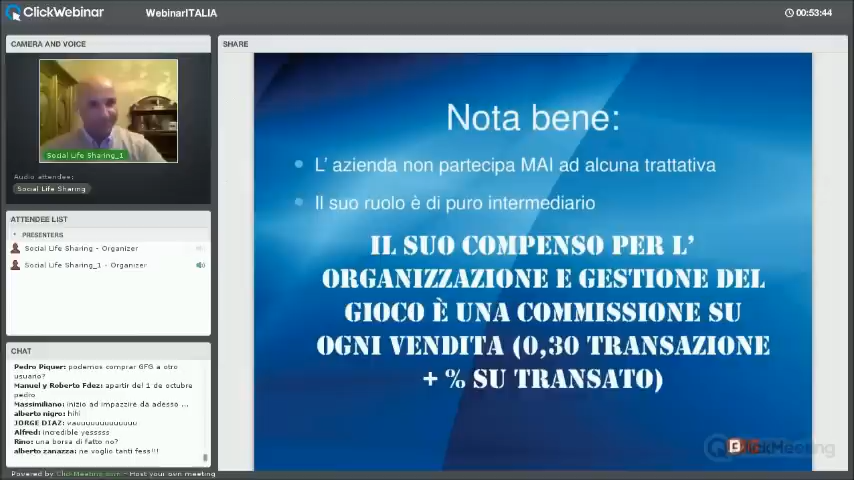 ClickWebinar
WebinarITALIA
00:53:44
CAMERA AND VOICE
Social Life Sharing_1
Audio attendee:
Social Life Sharing
ATTENDEE LIST
PRESENTERS
Social Life Sharing - Organizer
Social Life Sharing_1 - Organizer
CHAT
Pedro Piquer: podemos comprar GFG a otro
usuano?
Manuel y Roberto Fdez: apartir del 1 de octubre
pedro
Massimiliano: inizio ad impazzire da adesso ...
alberto nigro: hihi
JORGE DIAZ: vauuuuuuuuuuuu
Alfred: incredible yesssss
Rino: una borsa di fatto no?
alberto zanazza: ne voglio tanti fess!!!
Powered by ClickMeeting.com - Host your own meeting
SHARE
Nota bene:
L' azienda non partecipa MAI ad alcuna trattativa
Il suo ruolo è di puro intermediario
IL SUO COMPENSO PER L'
ORGANIZZAZIONE E GESTIONE DEL
GIOCO È UNA COMMISSIONE SU
OGNI VENDITA (0,30 TRANSAZIONE
+ % SU TRANSATO)
ClickMeeting